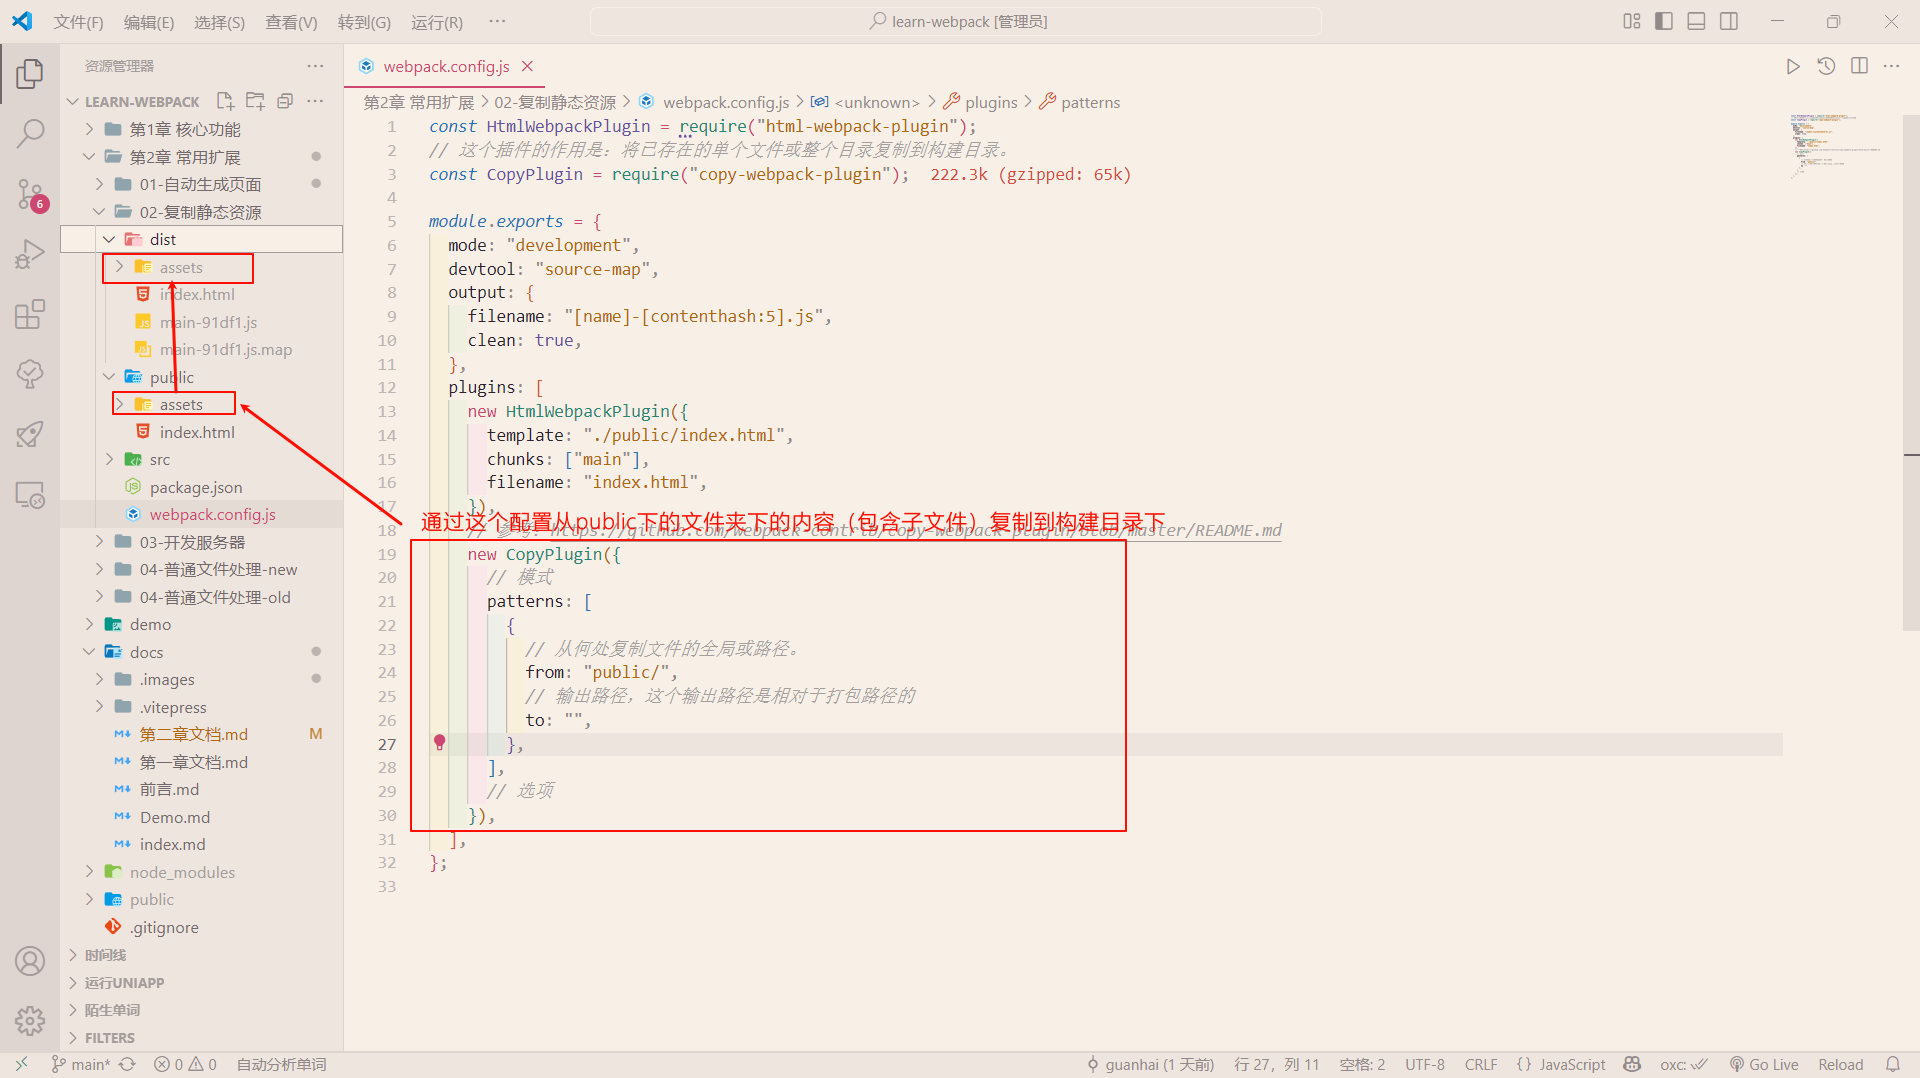 文件(F) 编辑(E) 选择(S) 查看(V) 转到(G) 运行(R) ··· learn-webpack [管理员]
资源管理器 ···
LEARN-WEBPACK ···
第1章 核心功能
第2章 常用扩展
01-自动生成页面
02-复制静态资源
dist
assets
index.html
main-91df1.js
main-91df1.js.map
public
assets
index.html
src
package.json
webpack.config.js
03-开发服务器
04-普通文件处理-new
04-普通文件处理-old
demo
docs
.images
.vitepress
第二章文档.md M
第一章文档.md
前言.md
Demo.md
index.md
node_modules
public
.gitignore
时间线
运行UNIAPP
陌生单词
FILTERS
6
webpack.config.js
第2章 常用扩展 > 02-复制静态资源 > webpack.config.js > <unknown> > plugins > patterns
1 const HtmlWebpackPlugin = require("html-webpack-plugin");
2 // 这个插件的作用是: 将已存在的单个文件或整个目录复制到构建目录。
3 const CopyPlugin = require("copy-webpack-plugin"); 222.3k (gzipped: 65k)
4
5 module.exports = {
6 mode: "development",
7 devtool: "source-map",
8 output: {
9 filename: "[name]-[contenthash:5].js",
10 clean: true,
11 },
12 plugins: [
13 new HtmlWebpackPlugin({
14 template: "./public/index.html",
15 chunks: ["main"],
16 filename: "index.html",
17 }),
通过这个配置从public下的文件来下的内容（包含子文件）复制到构建目录下
18 // 参考: https://github.com/webpack-contrib/copy-webpack-plugin/blob/master/README.md
19 new CopyPlugin({
20 // 模式
21 patterns: [
22 {
23 // 从何处复制文件的全局或路径。
24 from: "public/",
25 // 输出路径，这个输出路径是相对于打包路径的
26 to: "",
27 },
28 ],
29 // 选项
30 }),
31 ],
32 };
33
main* 0 0 自动分析单词 guanhai (1 天前) 行 27，列 11 空格: 2 UTF-8 CRLF {} JavaScript oxc: Go Live Reload